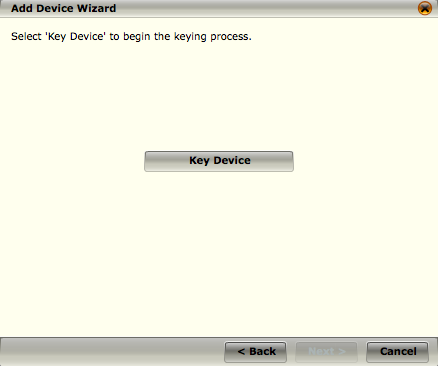 Add Device Wizard
Select 'Key Device' to begin the keying process.
Key Device
< Back Next > Cancel